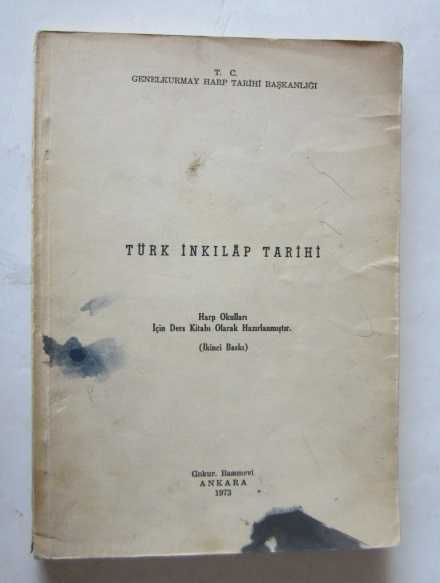 T. C.
GENELKURMAY HARP TARİHİ BAŞKANLIĞI
TÜRK İNKILÂP TARİHİ
Harp Okulları
İçin Ders Kitabı Olarak Hazırlanmıştır.
(İkinci Baskı)
Gnkur. Basımevi
ANKARA
1973